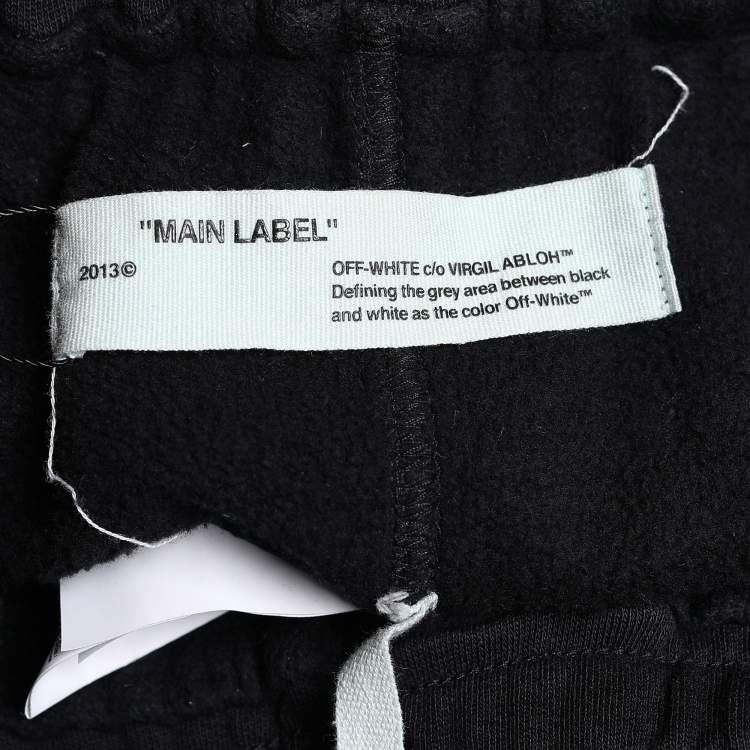 "MAIN LABEL"
2013©
OFF-WHITE c/o VIRGIL ABLOH™
Defining the grey area between black
and white as the color Off-White™